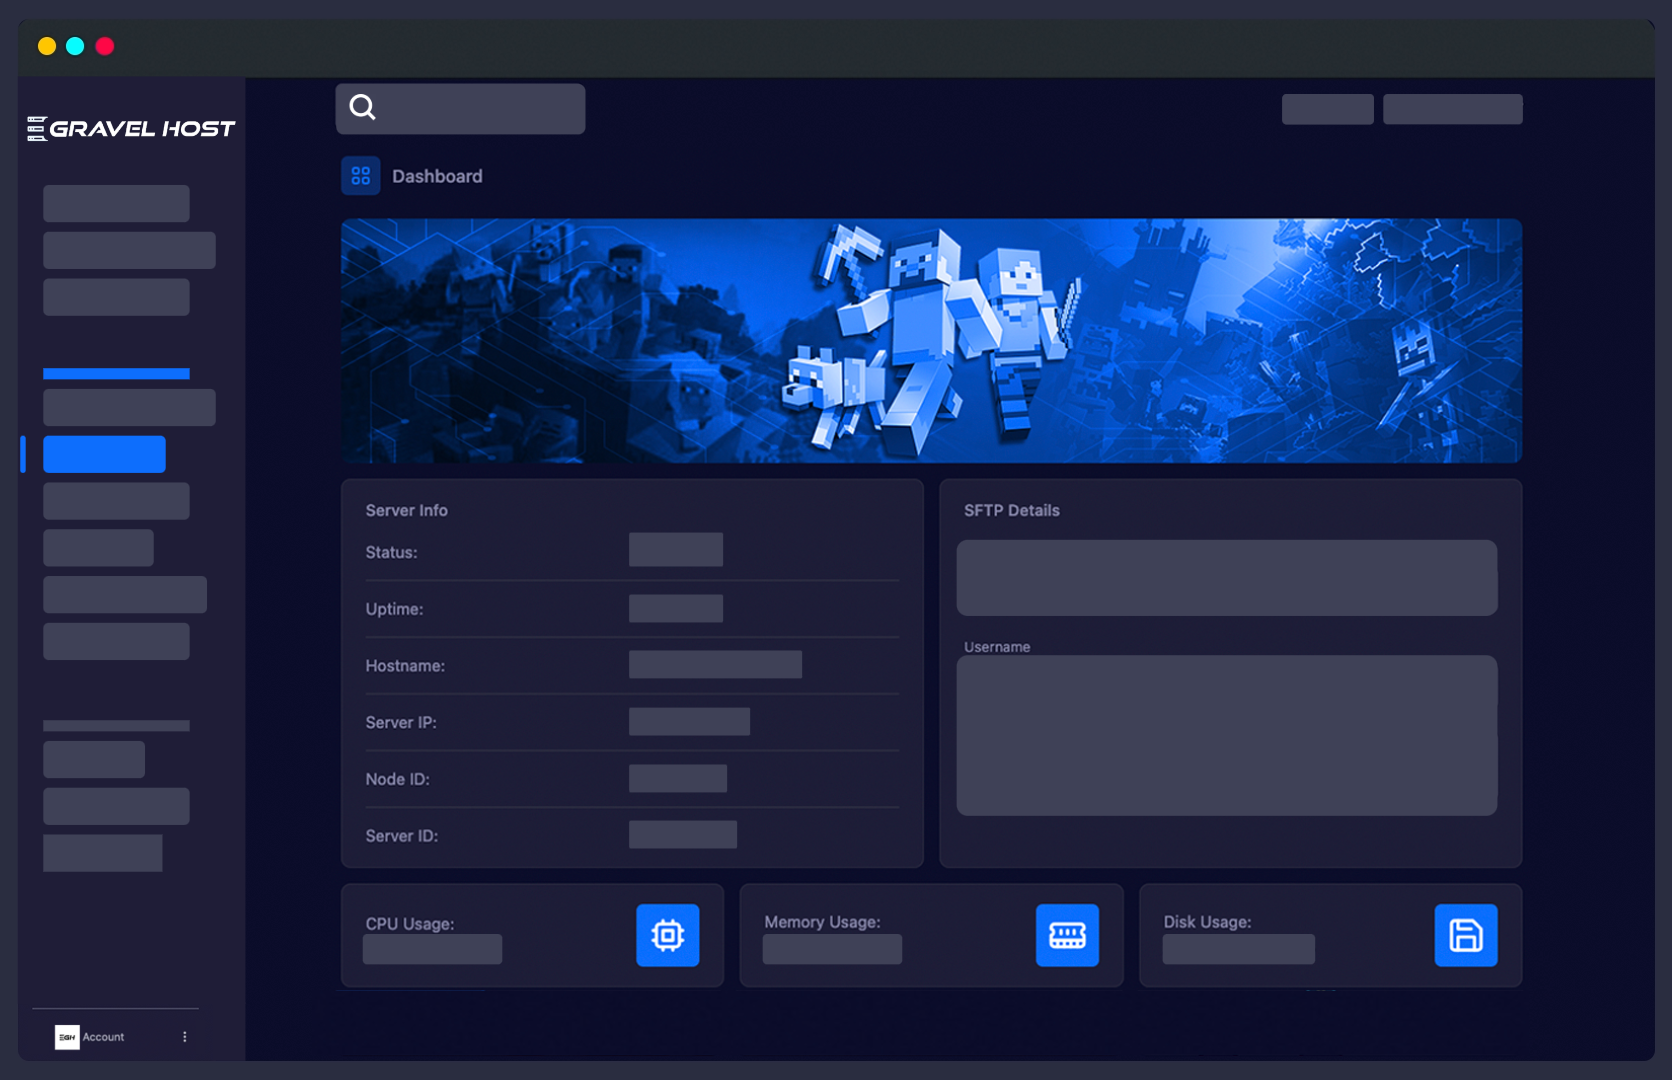 GRAVEL HOST
Dashboard
Server Info
Status:
Uptime:
Hostname:
Server IP:
Node ID:
Server ID:
SFTP Details
Username
CPU Usage:
Memory Usage:
Disk Usage:
GH Account